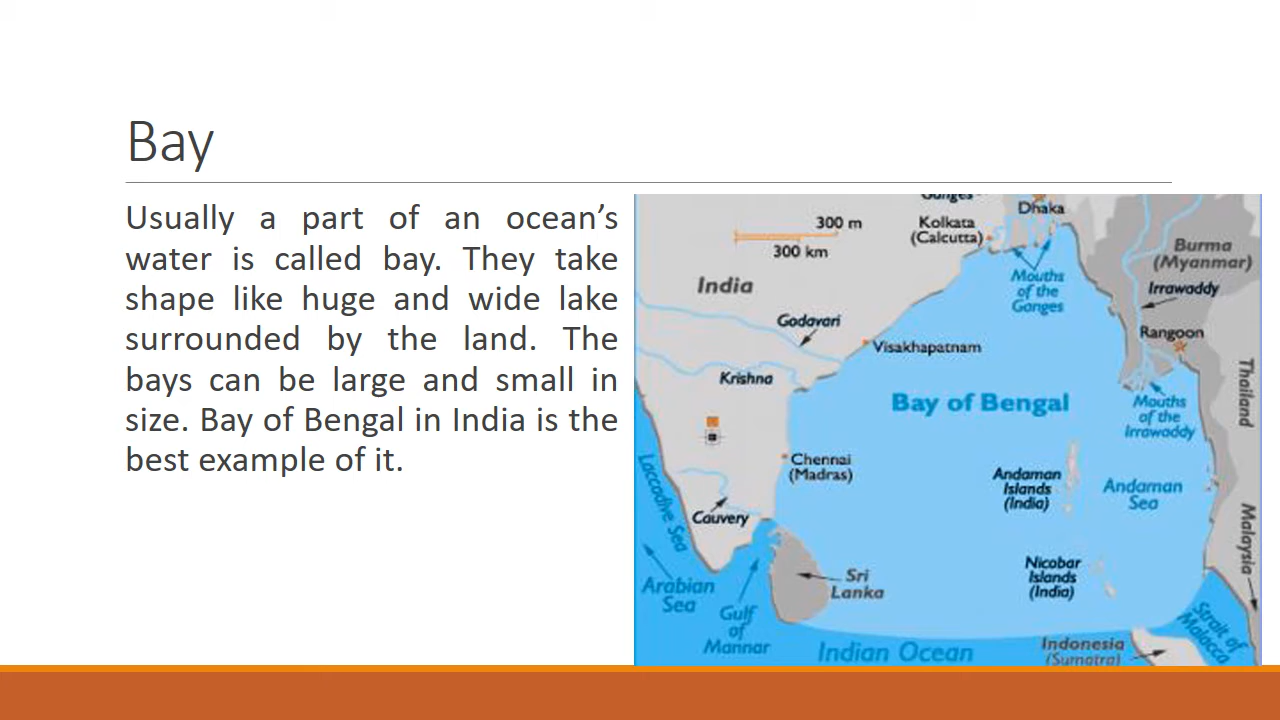 Bay
Usually a part of an ocean’s
water is called bay. They take
shape like huge and wide lake
surrounded by the land. The
bays can be large and small in
size. Bay of Bengal in India is the
best example of it.
Ganges
Dhaka
300 m
Kolkata
(Calcutta)
300 km
Burma
(Myanmar)
Mouths
of the
Ganges
India
Irrawaddy
Godavari
Rangoon
Visakhapatnam
Krishna
Thailand
Bay of Bengal
Mouths
of the
Irrawaddy
Chennai
(Madras)
Laccadive Sea
Andaman
Islands
(India)
Andaman
Sea
Cauvery
Malaysia
Nicobar
Islands
(India)
Sri
Lanka
Arabian
Sea
Gulf
of
Mannar
Strait of
Malacca
Indian Ocean
Indonesia
(Sumatra)